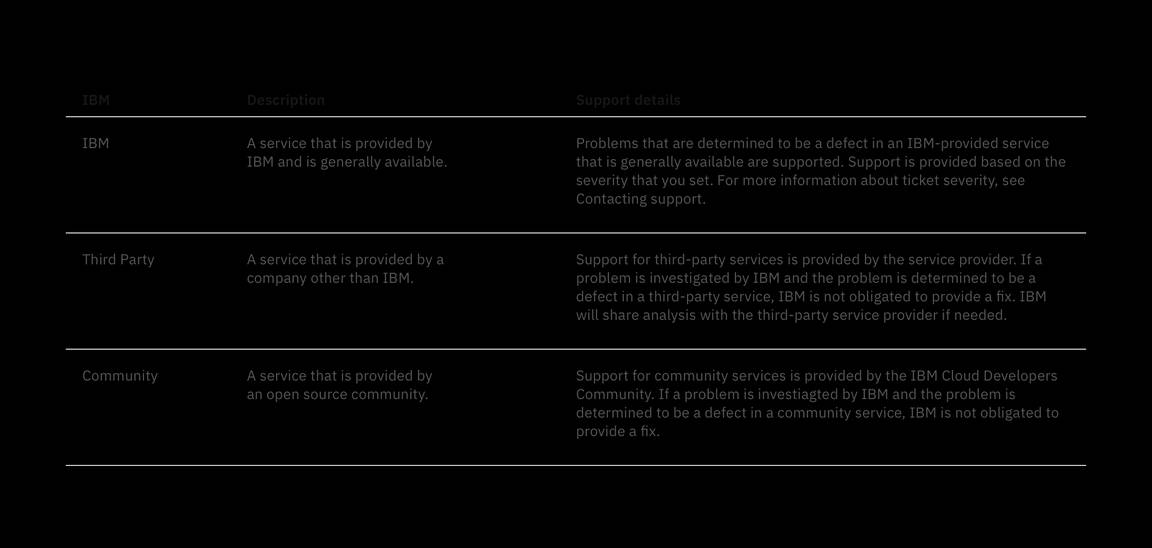 IBM Description Support details
IBM
A service that is provided by
IBM and is generally available.
Problems that are determined to be a defect in an IBM-provided service
that is generally available are supported. Support is provided based on the
severity that you set. For more information about ticket severity, see
Contacting support.
Third Party
A service that is provided by a
company other than IBM.
Support for third-party services is provided by the service provider. If a
problem is investigated by IBM and the problem is determined to be a
defect in a third-party service, IBM is not obligated to provide a fix. IBM
will share analysis with the third-party service provider if needed.
Community
A service that is provided by
an open source community.
Support for community services is provided by the IBM Cloud Developers
Community. If a problem is investiagted by IBM and the problem is
determined to be a defect in a community service, IBM is not obligated to
provide a fix.